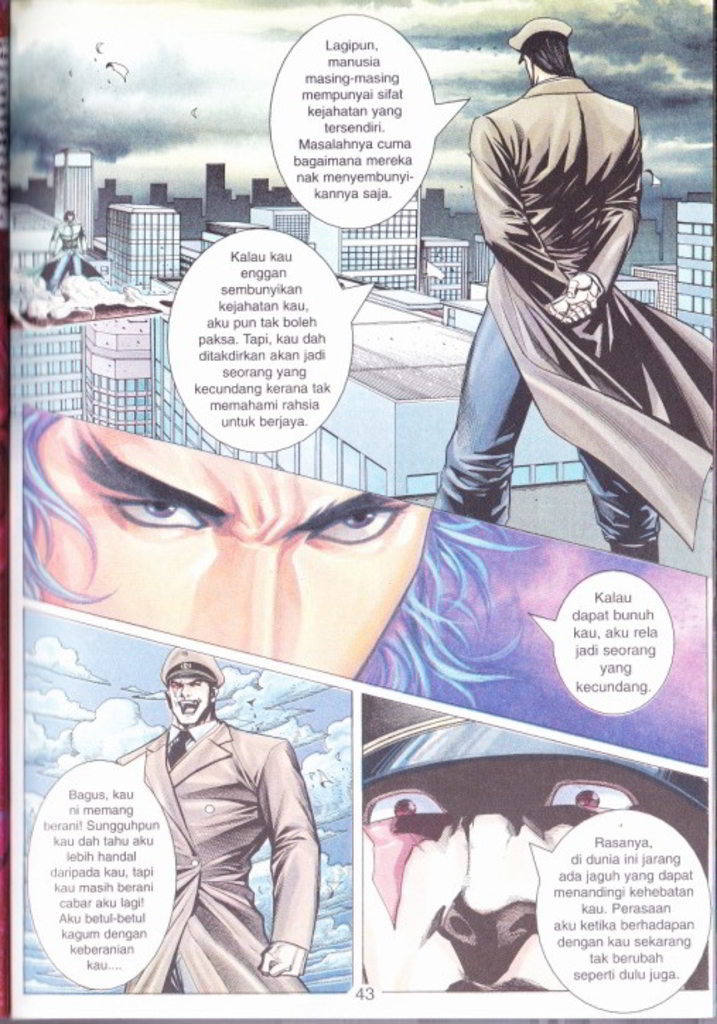 Lagipun,
manusia
masing-masing
mempunyai sifat
kejahatan yang
tersendiri.
Masalahnya cuma
bagaimana mereka
nak menyembunyi-
kannya saja.
Kalau kau
enggan
sembunyikan
kejahatan kau,
aku pun tak boleh
paksa. Tapi, kau dah
ditakdirkan akan jadi
seorang yang
kecundang kerana tak
memahami rahsia
untuk berjaya.
Kalau
dapat bunuh
kau, aku rela
jadi seorang
yang
kecundang.
Bagus, kau
ni memang
berani! Sungguhpun
kau dah tahu aku
lebih handal
daripada kau, tapi
kau masih berani
cabar aku lagi!
Aku betul-betul
kagum dengan
keberanian
kau....
Rasanya,
di dunia ini jarang
ada jaguh yang dapat
menandingi kehebatan
kau. Perasaan
aku ketika berhadapan
dengan kau sekarang
tak berubah
seperti dulu juga.
43